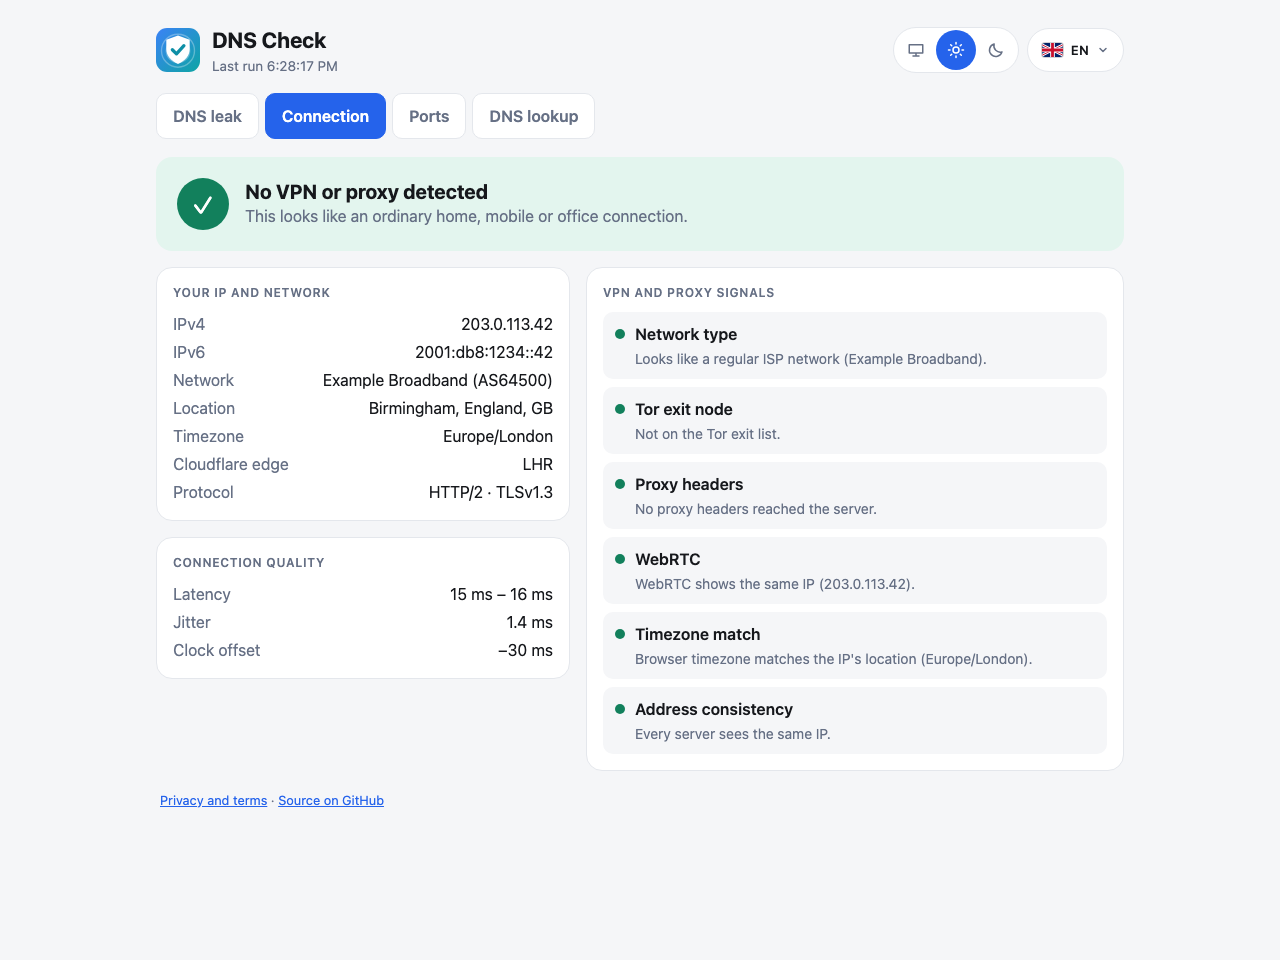 DNS Check
Last run 6:28:17 PM
EN
DNS leak
Connection
Ports
DNS lookup
No VPN or proxy detected
This looks like an ordinary home, mobile or office connection.
YOUR IP AND NETWORK
IPv4 203.0.113.42
IPv6 2001:db8:1234::42
Network Example Broadband (AS64500)
Location Birmingham, England, GB
Timezone Europe/London
Cloudflare edge LHR
Protocol HTTP/2 · TLSv1.3
CONNECTION QUALITY
Latency 15 ms – 16 ms
Jitter 1.4 ms
Clock offset −30 ms
VPN AND PROXY SIGNALS
Network type
Looks like a regular ISP network (Example Broadband).
Tor exit node
Not on the Tor exit list.
Proxy headers
No proxy headers reached the server.
WebRTC
WebRTC shows the same IP (203.0.113.42).
Timezone match
Browser timezone matches the IP's location (Europe/London).
Address consistency
Every server sees the same IP.
Privacy and terms · Source on GitHub